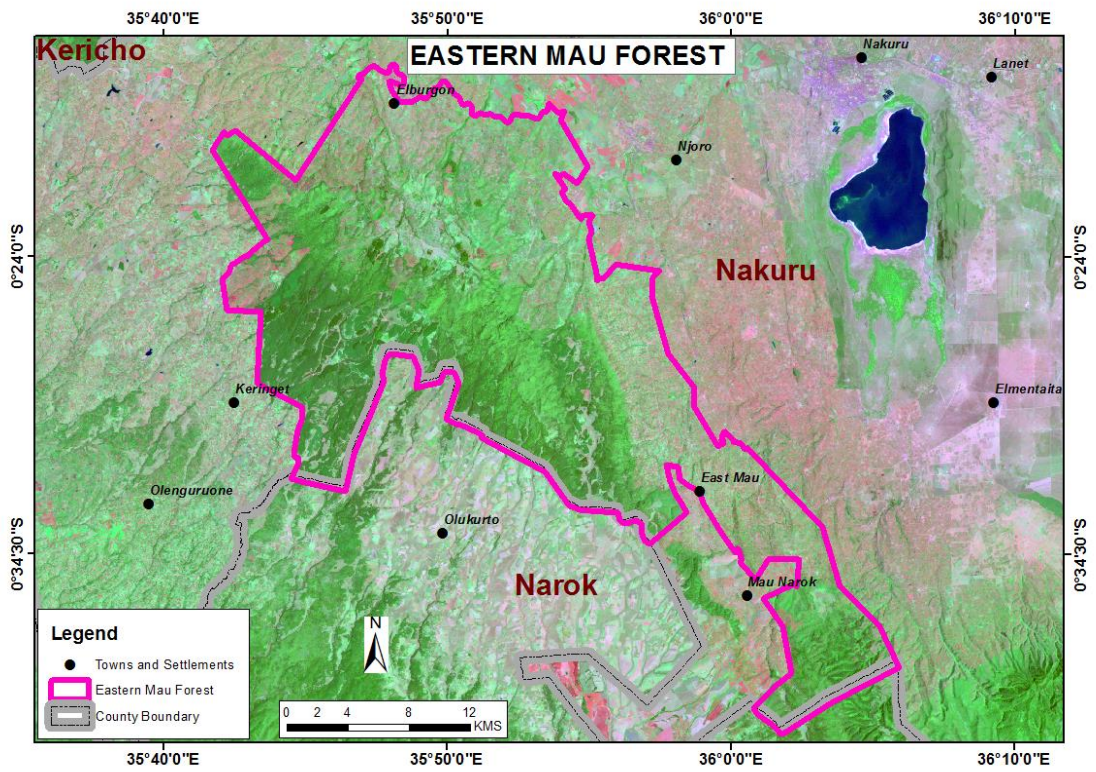 35°40'0"E 35°50'0"E 36°0'0"E 36°10'0"E
Kericho
EASTERN MAU FOREST
Nakuru
Lanet
Elburgon
Njoro
0°24'0"S
0°24'0"S
Nakuru
Keringet
Elmentaita
Olenguruone
East Mau
Olukurto
0°34'30"S
0°34'30"S
Narok
Mau Narok
N
Legend
Towns and Settlements
Eastern Mau Forest
County Boundary
0 2 4 8 12
KMS
35°40'0"E 35°50'0"E 36°0'0"E 36°10'0"E